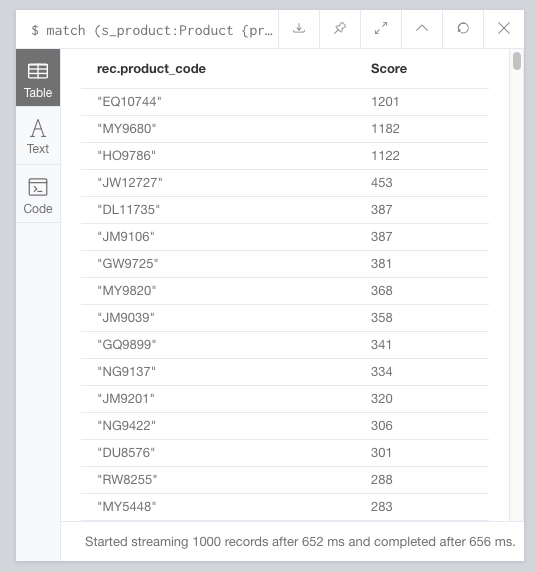 $ match (s_product:Product {pr…
Table
Text
Code
rec.product_code Score
"EQ10744" 1201
"MY9680" 1182
"HO9786" 1122
"JW12727" 453
"DL11735" 387
"JM9106" 387
"GW9725" 381
"MY9820" 368
"JM9039" 358
"GQ9899" 341
"NG9137" 334
"JM9201" 320
"NG9422" 306
"DU8576" 301
"RW8255" 288
"MY5448" 283
Started streaming 1000 records after 652 ms and completed after 656 ms.